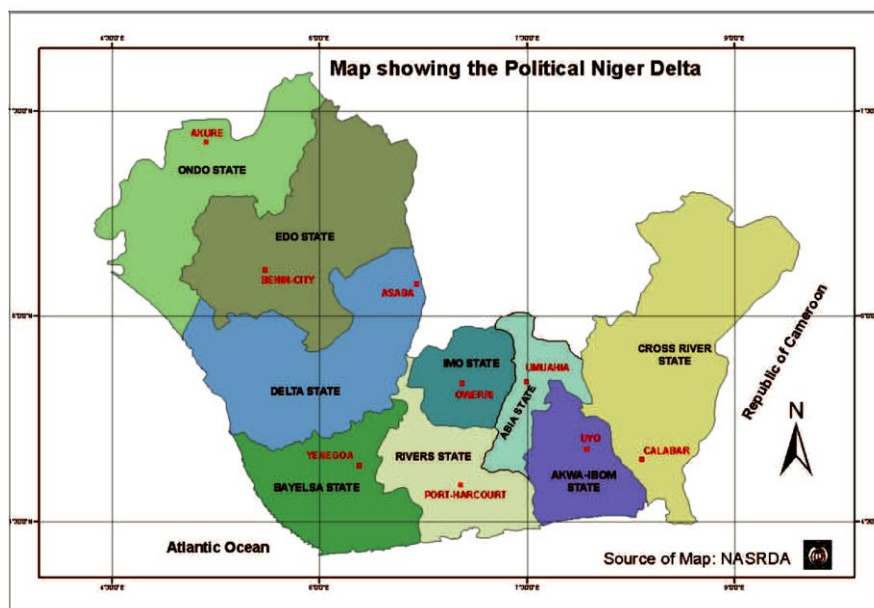 Map showing the Political Niger Delta
AKURE
ONDO STATE
EDO STATE
BENIN-CITY
ASABA
DELTA STATE
IMO STATE
OWERRI
UMUAHIA
ABIA STATE
CROSS RIVER
STATE
Republic of Cameroon
N
YENEGOA
BAYELSA STATE
RIVERS STATE
PORT-HARCOURT
UYO
AKWA-IBOM
STATE
CALABAR
Atlantic Ocean
Source of Map: NASRDA